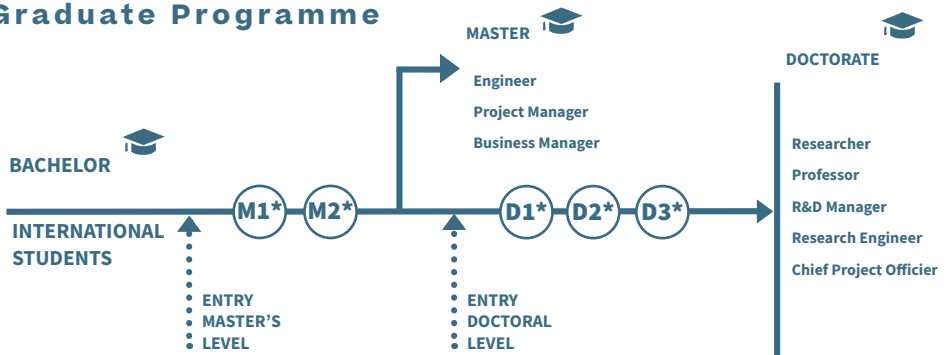 Graduate Programme
MASTER
Engineer
Project Manager
Business Manager
DOCTORATE
Researcher
Professor
R&D Manager
Research Engineer
Chief Project Officier
BACHELOR
INTERNATIONAL
STUDENTS
M1* M2* D1* D2* D3*
ENTRY
MASTER’S
LEVEL
ENTRY
DOCTORAL
LEVEL